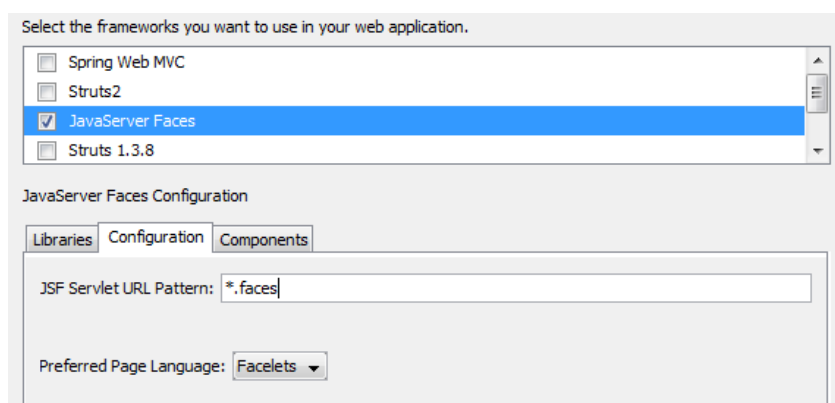 Select the frameworks you want to use in your web application.
Spring Web MVC
Struts2
JavaServer Faces
Struts 1.3.8
JavaServer Faces Configuration
Libraries Configuration Components
JSF Servlet URL Pattern: *.faces
Preferred Page Language: Facelets